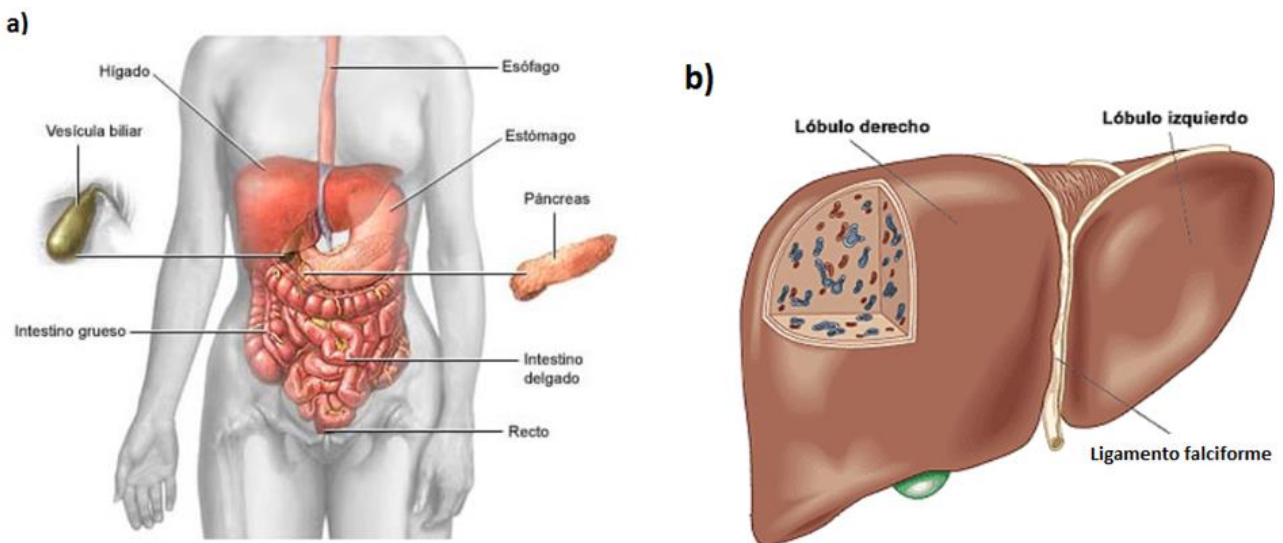 a)
Hígado
Esófago
Vesícula biliar
Estómago
Páncreas
Intestino grueso
Intestino
delgado
Recto
b)
Lóbulo derecho
Lóbulo izquierdo
Ligamento falciforme